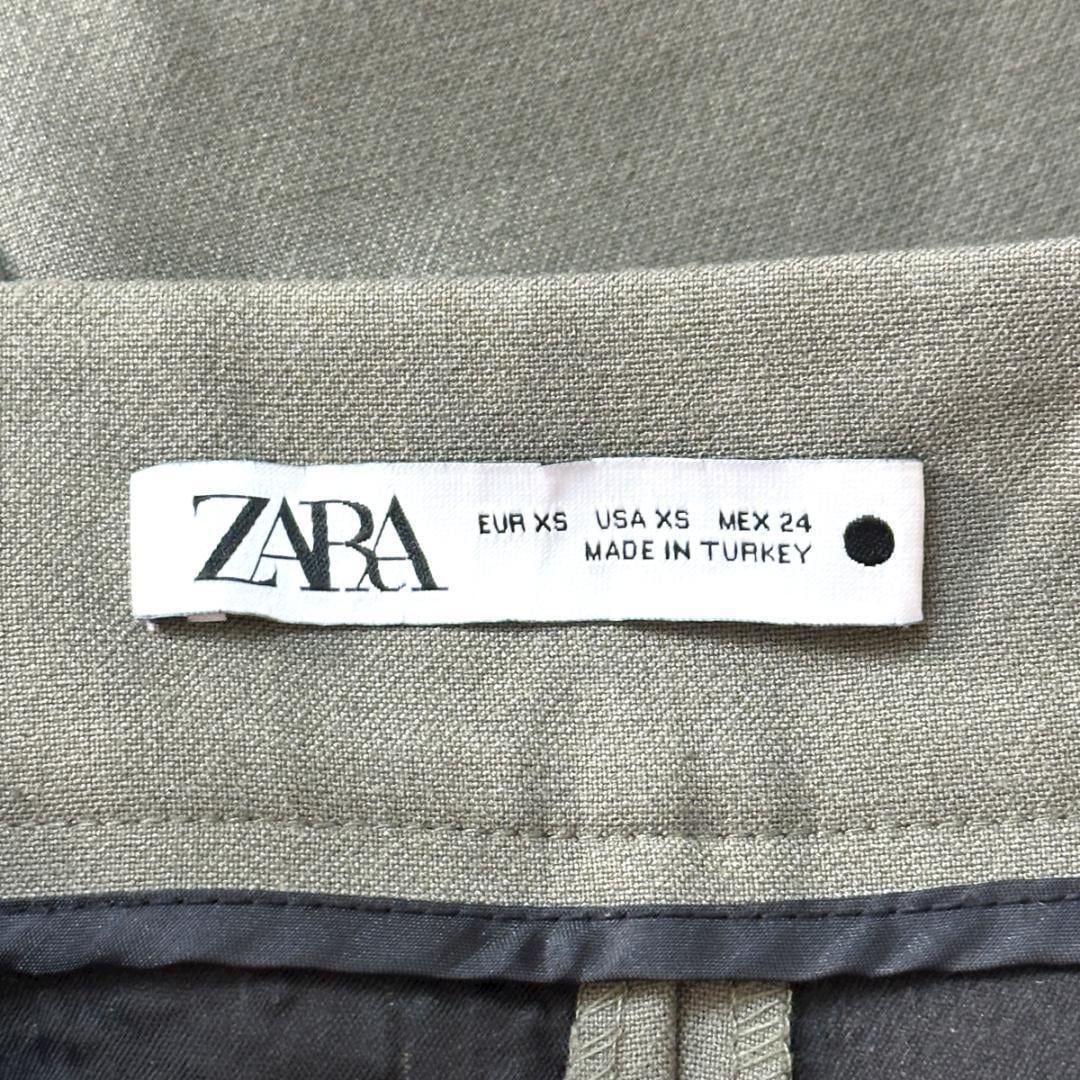 ZARA
EUR XS USA XS MEX 24
MADE IN TURKEY